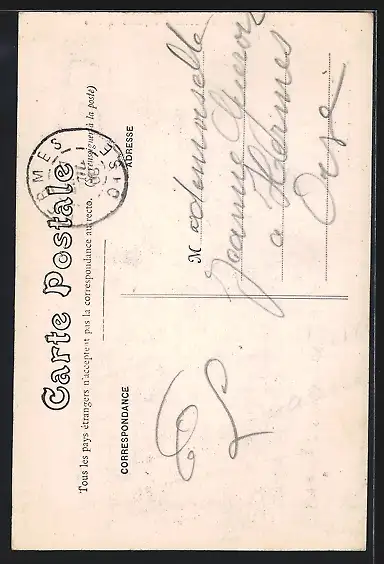 Carte Postale
Tous les pays étrangers n'acceptent pas la correspondance au recto. (Se renseigner à la poste)
CORRESPONDANCE
ADRESSE
M ademoiselle
Jeanne
a Hermes
Oise
OISE